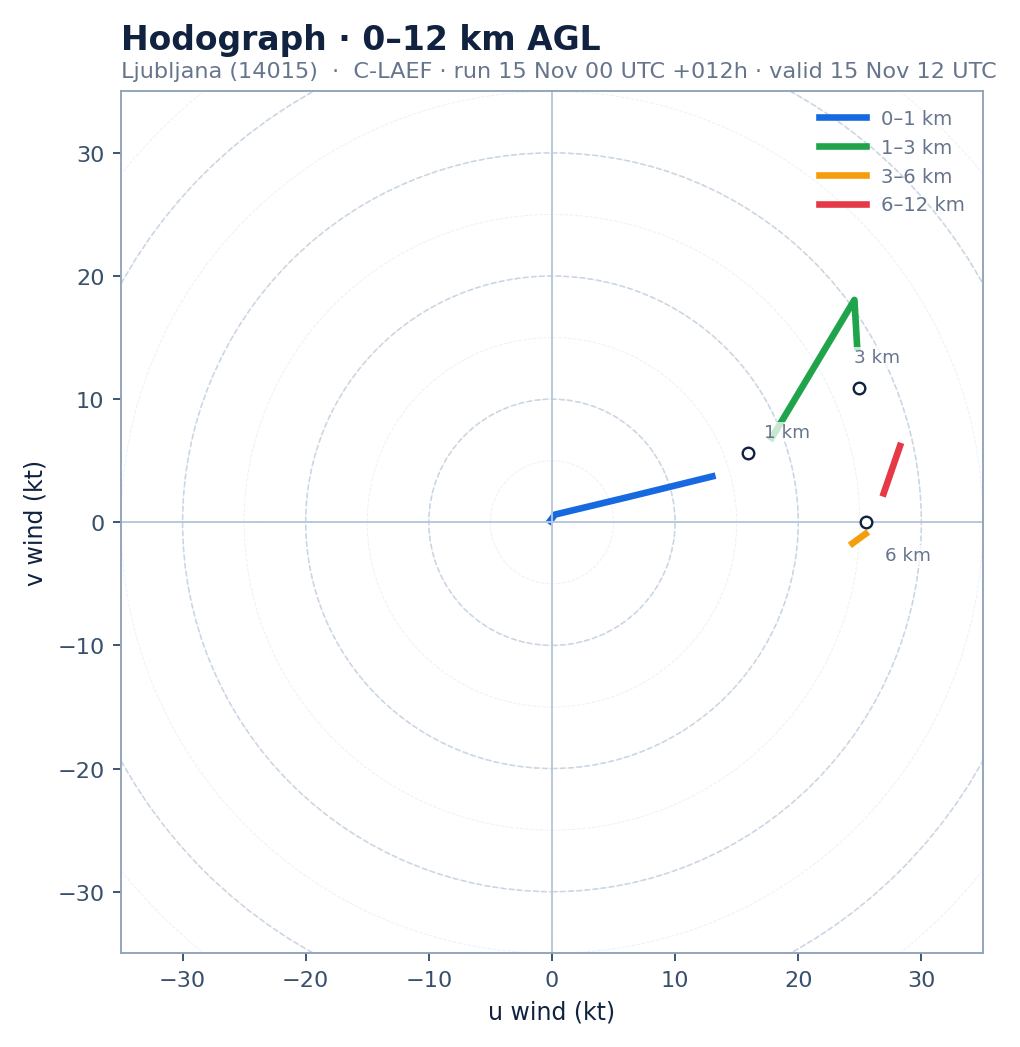 Hodograph · 0–12 km AGL
Ljubljana (14015) · C-LAEF · run 15 Nov 00 UTC +012h · valid 15 Nov 12 UTC
0–1 km
1–3 km
3–6 km
6–12 km
30
20
10
0
−10
−20
−30
3 km
1 km
6 km
−30
−20
−10
0
10
20
30
v wind (kt)
u wind (kt)